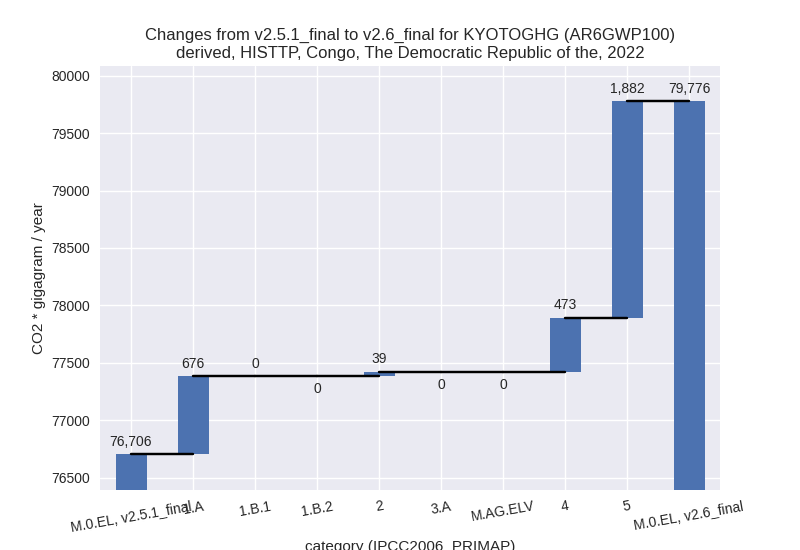 Changes from v2.5.1_final to v2.6_final for KYOTOGHG (AR6GWP100)
derived, HISTTP, Congo, The Democratic Republic of the, 2022
80000
79500
79000
78500
78000
77500
77000
76500
CO2 * gigagram / year
76,706
676
0
0
39
0
0
473
1,882
79,776
M.0.EL, v2.5.1_final
1.A
1.B.1
1.B.2
2
3.A
M.AG.ELV
4
5
M.0.EL, v2.6_final
category (IPCC2006_PRIMAP)